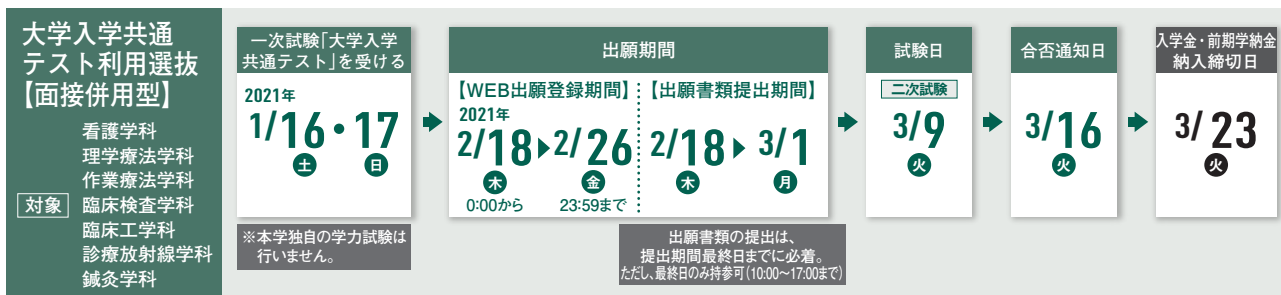 大学入学共通
テスト利用選抜
【面接併用型】
対象
看護学科
理学療法学科
作業療法学科
臨床検査学科
臨床工学科
診療放射線学科
鍼灸学科
一次試験「大学入学
共通テスト」を受ける
2021年
1/16・17
土 日
※本学独自の学力試験は
行いません。
出願期間
【WEB出願登録期間】
2021年
2/18▶2/26
木 金
0:00から 23:59まで
【出願書類提出期間】
2/18▶3/1
木 月
出願書類の提出は、
提出期間最終日までに必着。
ただし、最終日のみ持参可(10:00〜17:00まで)
試験日
二次試験
3/9
火
合否通知日
3/16
火
入学金・前期学納金
納入締切日
3/23
火